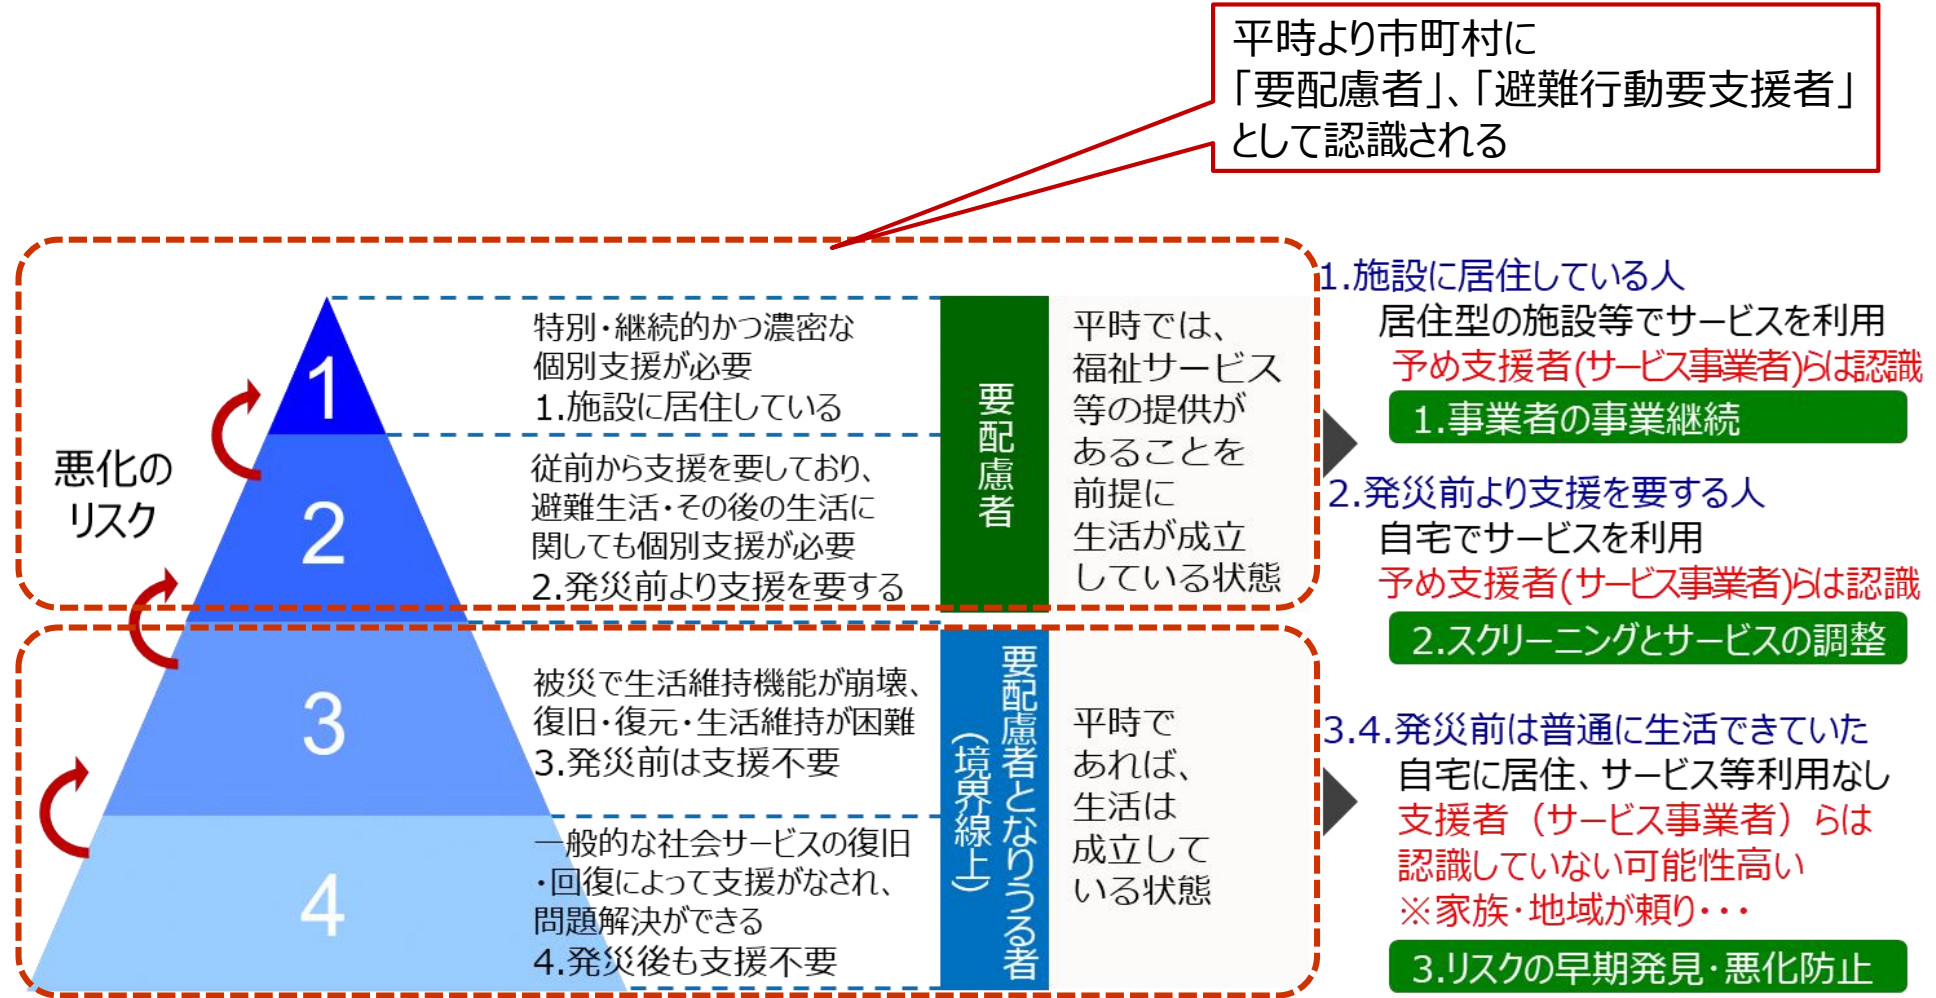 平時より市町村に
「要配慮者」、「避難行動要支援者」
として認識される
悪化の
リスク
1
2
3
4
特別・継続的かつ濃密な
個別支援が必要
1.施設に居住している
従前から支援を要しており、
避難生活・その後の生活に
関しても個別支援が必要
2.発災前より支援を要する
被災で生活維持機能が崩壊、
復旧・復元・生活維持が困難
3.発災前は支援不要
一般的な社会サービスの復旧
・回復によって支援がなされ、
問題解決ができる
4.発災後も支援不要
要配慮者
要配慮者となりうる者
(境界線上)
平時では、
福祉サービス
等の提供が
あることを
前提に
生活が成立
している状態
平時で
あれば、
生活は
成立して
いる状態
1.施設に居住している人
居住型の施設等でサービスを利用
予め支援者(サービス事業者)らは認識
1.事業者の事業継続
2.発災前より支援を要する人
自宅でサービスを利用
予め支援者(サービス事業者)らは認識
2.スクリーニングとサービスの調整
3.4.発災前は普通に生活できていた
自宅に居住、サービス等利用なし
支援者（サービス事業者）らは
認識していない可能性高い
※家族・地域が頼り・・・
3.リスクの早期発見・悪化防止